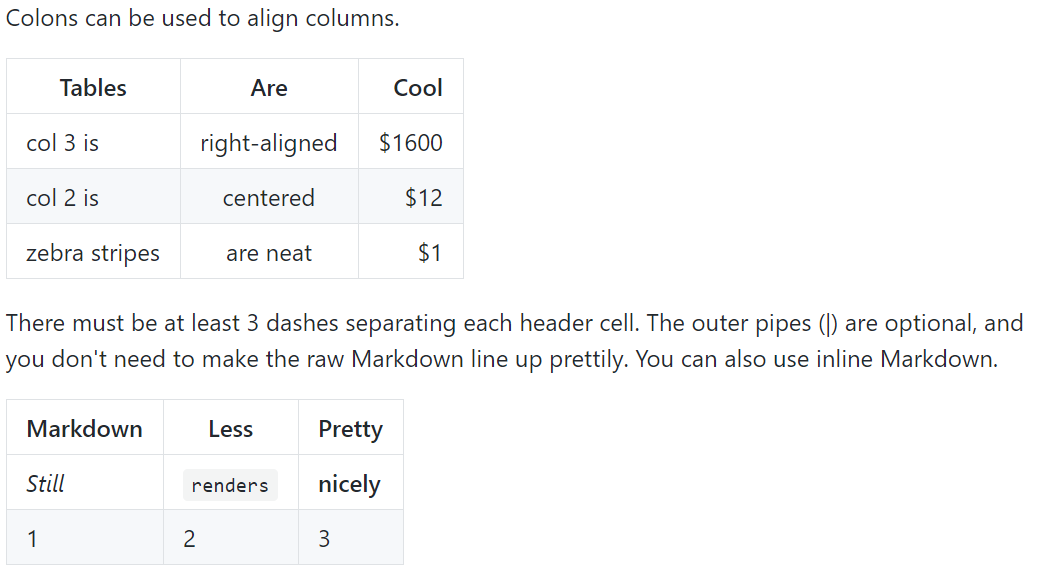 Colons can be used to align columns.
Tables Are Cool
col 3 is right-aligned $1600
col 2 is centered $12
zebra stripes are neat $1
There must be at least 3 dashes separating each header cell. The outer pipes (|) are optional, and
you don't need to make the raw Markdown line up prettily. You can also use inline Markdown.
Markdown Less Pretty
Still renders nicely
1 2 3